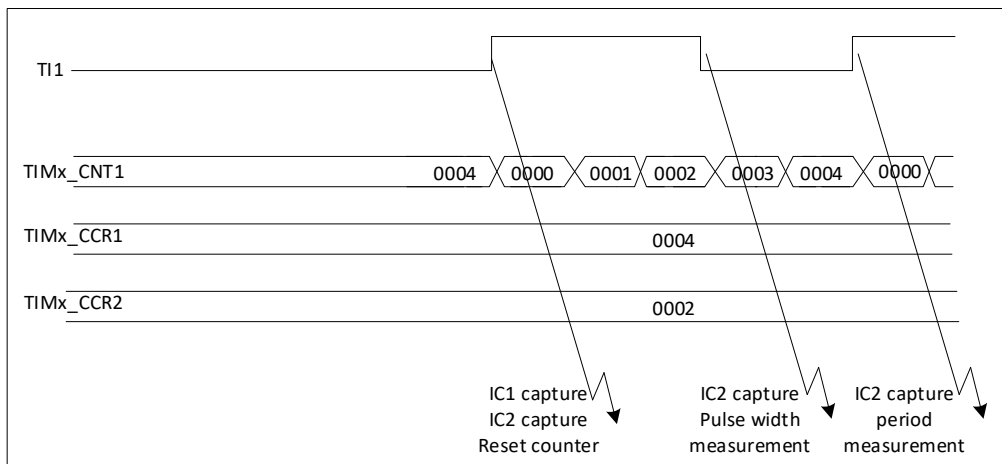 TI1
TIMx_CNT1
0004 0000 0001 0002 0003 0004 0000
TIMx_CCR1
0004
TIMx_CCR2
0002
IC1 capture
IC2 capture
Reset counter
IC2 capture
Pulse width
measurement
IC2 capture
period
measurement